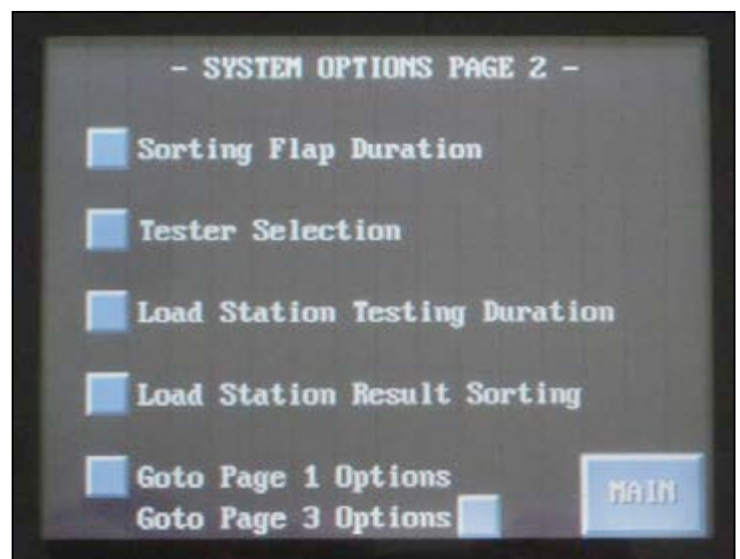 - SYSTEM OPTIONS PAGE 2 -
Sorting Flap Duration
Tester Selection
Load Station Testing Duration
Load Station Result Sorting
Goto Page 1 Options
Goto Page 3 Options
MAIN